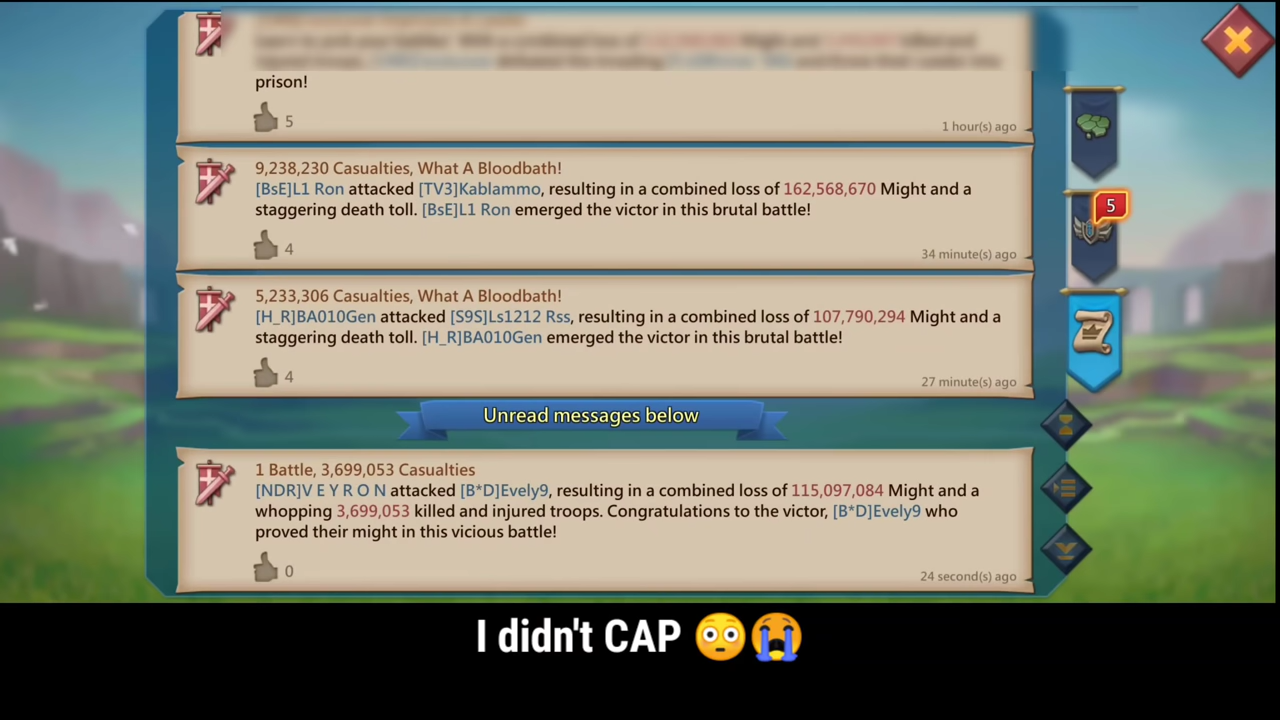 prison!
5
1 hour(s) ago
9,238,230 Casualties, What A Bloodbath!
[BsE]L1 Ron attacked [TV3]Kablammo, resulting in a combined loss of 162,568,670 Might and a
staggering death toll. [BsE]L1 Ron emerged the victor in this brutal battle!
4
34 minute(s) ago
5,233,306 Casualties, What A Bloodbath!
[H_R]BA010Gen attacked [S9S]Ls1212 Rss, resulting in a combined loss of 107,790,294 Might and a
staggering death toll. [H_R]BA010Gen emerged the victor in this brutal battle!
4
27 minute(s) ago
5
Unread messages below
1 Battle, 3,699,053 Casualties
[NDR]V E Y R O N attacked [B*D]Evely9, resulting in a combined loss of 115,097,084 Might and a
whopping 3,699,053 killed and injured troops. Congratulations to the victor, [B*D]Evely9 who
proved their might in this vicious battle!
0
24 second(s) ago
I didn't CAP 😳😭